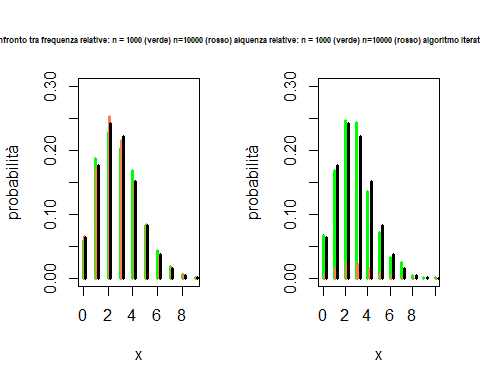 nfronto tra frequenza relative: n = 1000 (verde) n=10000 (rosso) alquenza relative: n = 1000 (verde) n=10000 (rosso) algoritmo iterat
probabilità
0.30
0.20
0.10
0.00
0 2 4 6 8
x
probabilità
0.30
0.20
0.10
0.00
0 2 4 6 8
x